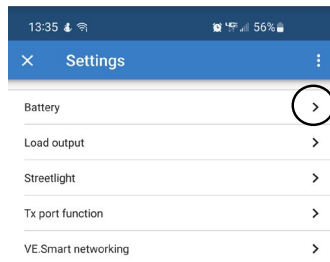 13:35 56%
Settings
Battery
Load output
Streetlight
Tx port function
VE.Smart networking